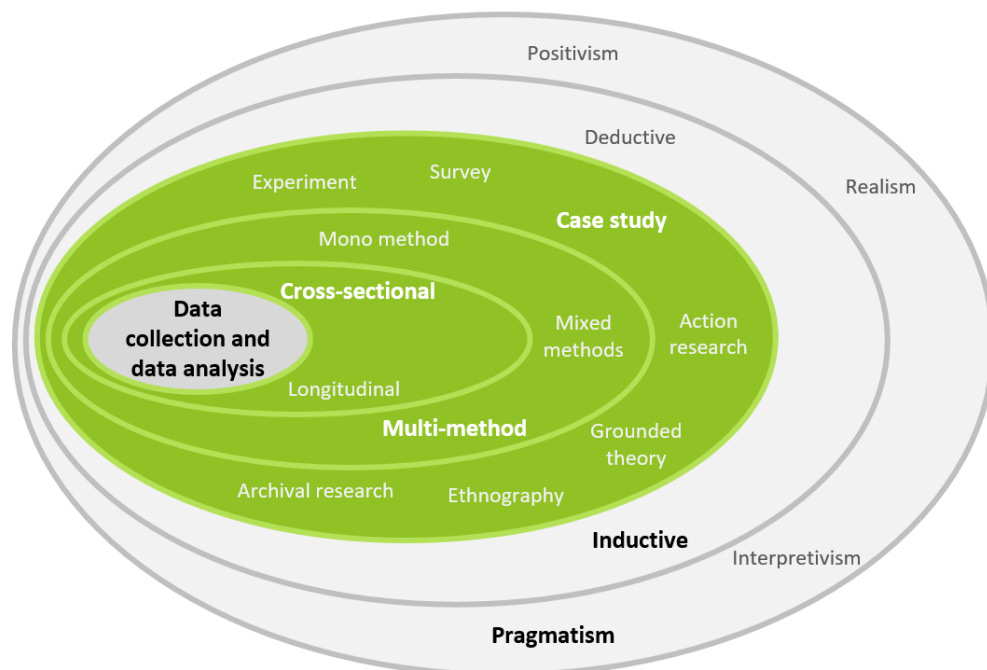 Positivism
Deductive
Realism
Survey
Experiment
Case study
Mono method
Cross-sectional
Data
collection and
data analysis
Mixed
methods
Action
research
Longitudinal
Multi-method
Grounded
theory
Archival research
Ethnography
Inductive
Interpretivism
Pragmatism